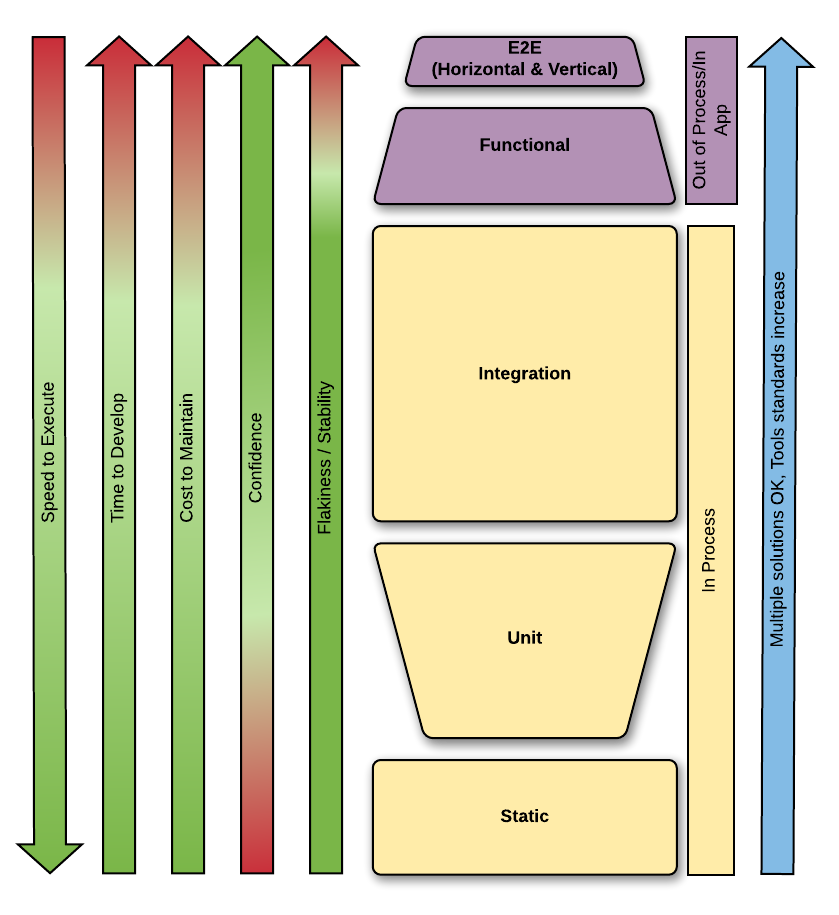 Speed to Execute
Time to Develop
Cost to Maintain
Confidence
Flakiness / Stability
E2E
(Horizontal & Vertical)
Functional
Integration
Unit
Static
Out of Process/In
App
In Process
Multiple solutions OK, Tools standards increase